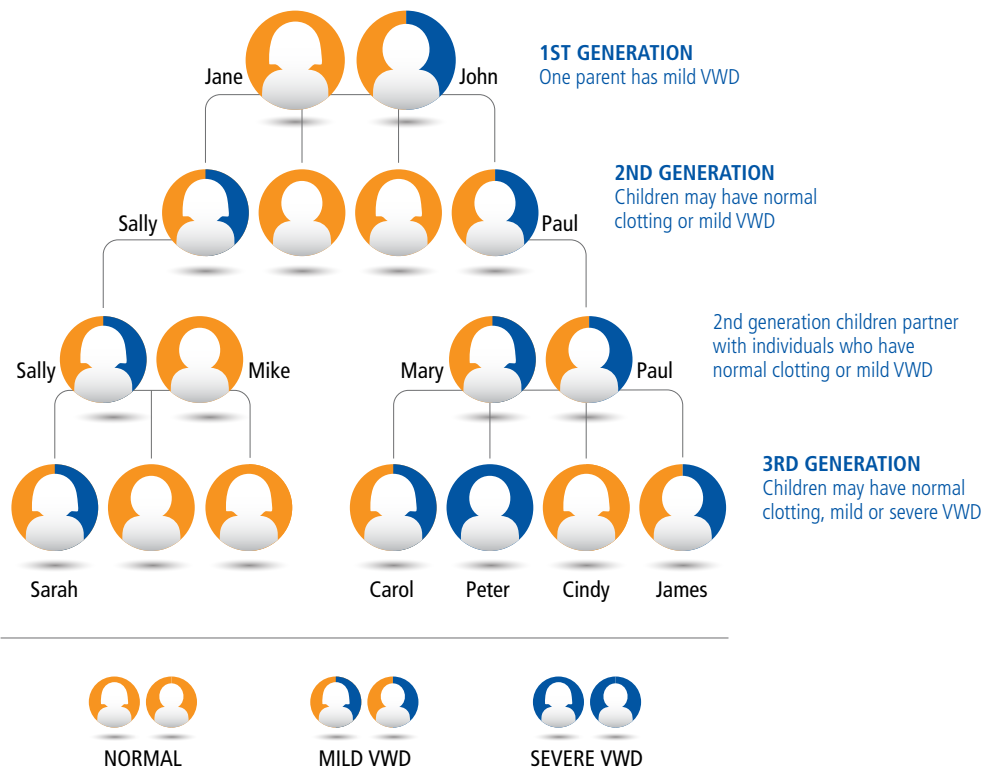 1ST GENERATION
One parent has mild VWD
Jane
John
2ND GENERATION
Children may have normal
clotting or mild VWD
Sally
Paul
2nd generation children partner
with individuals who have
normal clotting or mild VWD
Sally
Mike
Mary
Paul
3RD GENERATION
Children may have normal
clotting, mild or severe VWD
Sarah
Carol
Peter
Cindy
James
NORMAL
MILD VWD
SEVERE VWD